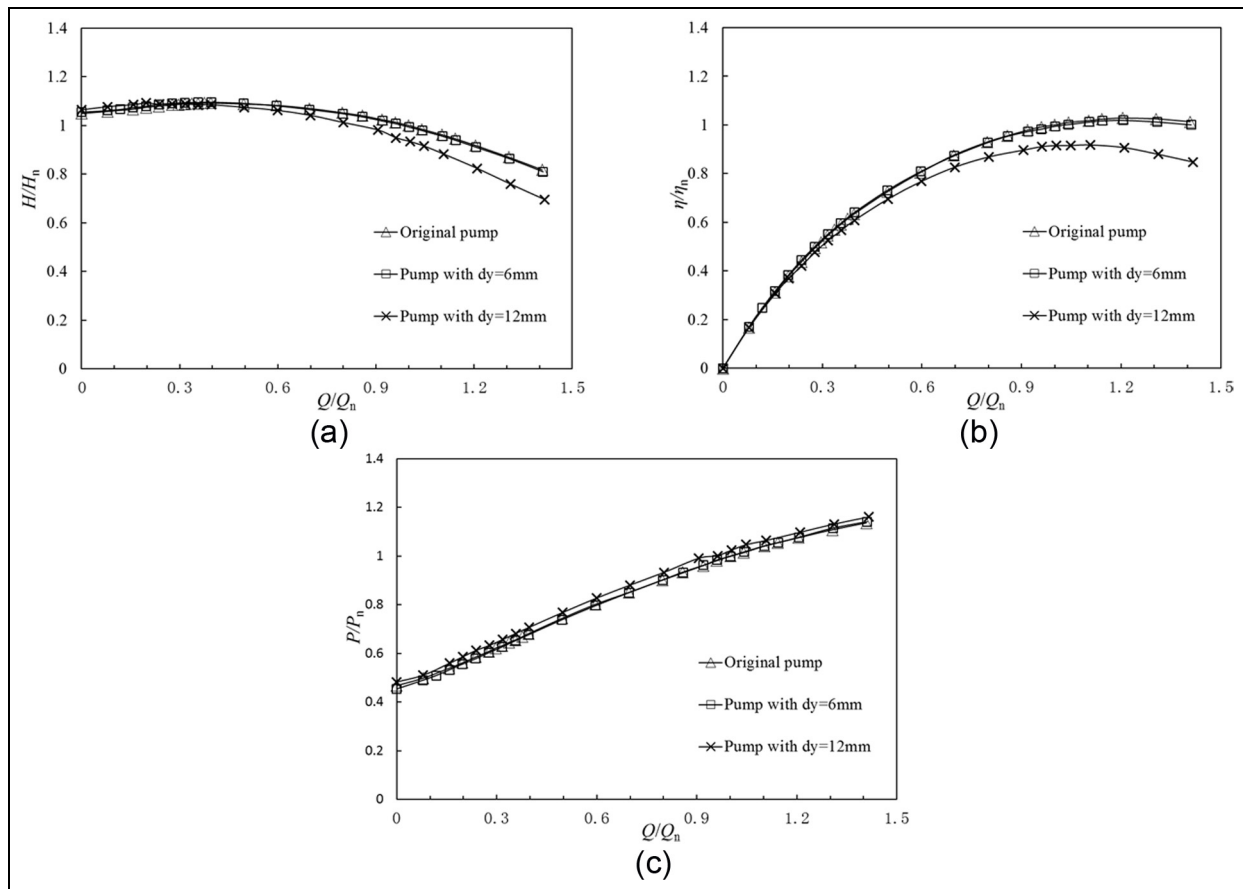 1.4
1.2
1
0.8
0.6
0.4
0.2
0
H/Hn
Original pump
Pump with dy=6mm
Pump with dy=12mm
0 0.3 0.6 0.9 1.2 1.5
Q/Qn
(a)
1.4
1.2
1
0.8
0.6
0.4
0.2
0
η/ηn
Original pump
Pump with dy=6mm
Pump with dy=12mm
0 0.3 0.6 0.9 1.2 1.5
Q/Qn
(b)
1.4
1.2
1
0.8
0.6
0.4
0.2
0
P/Pn
Original pump
Pump with dy=6mm
Pump with dy=12mm
0 0.3 0.6 0.9 1.2 1.5
Q/Qn
(c)